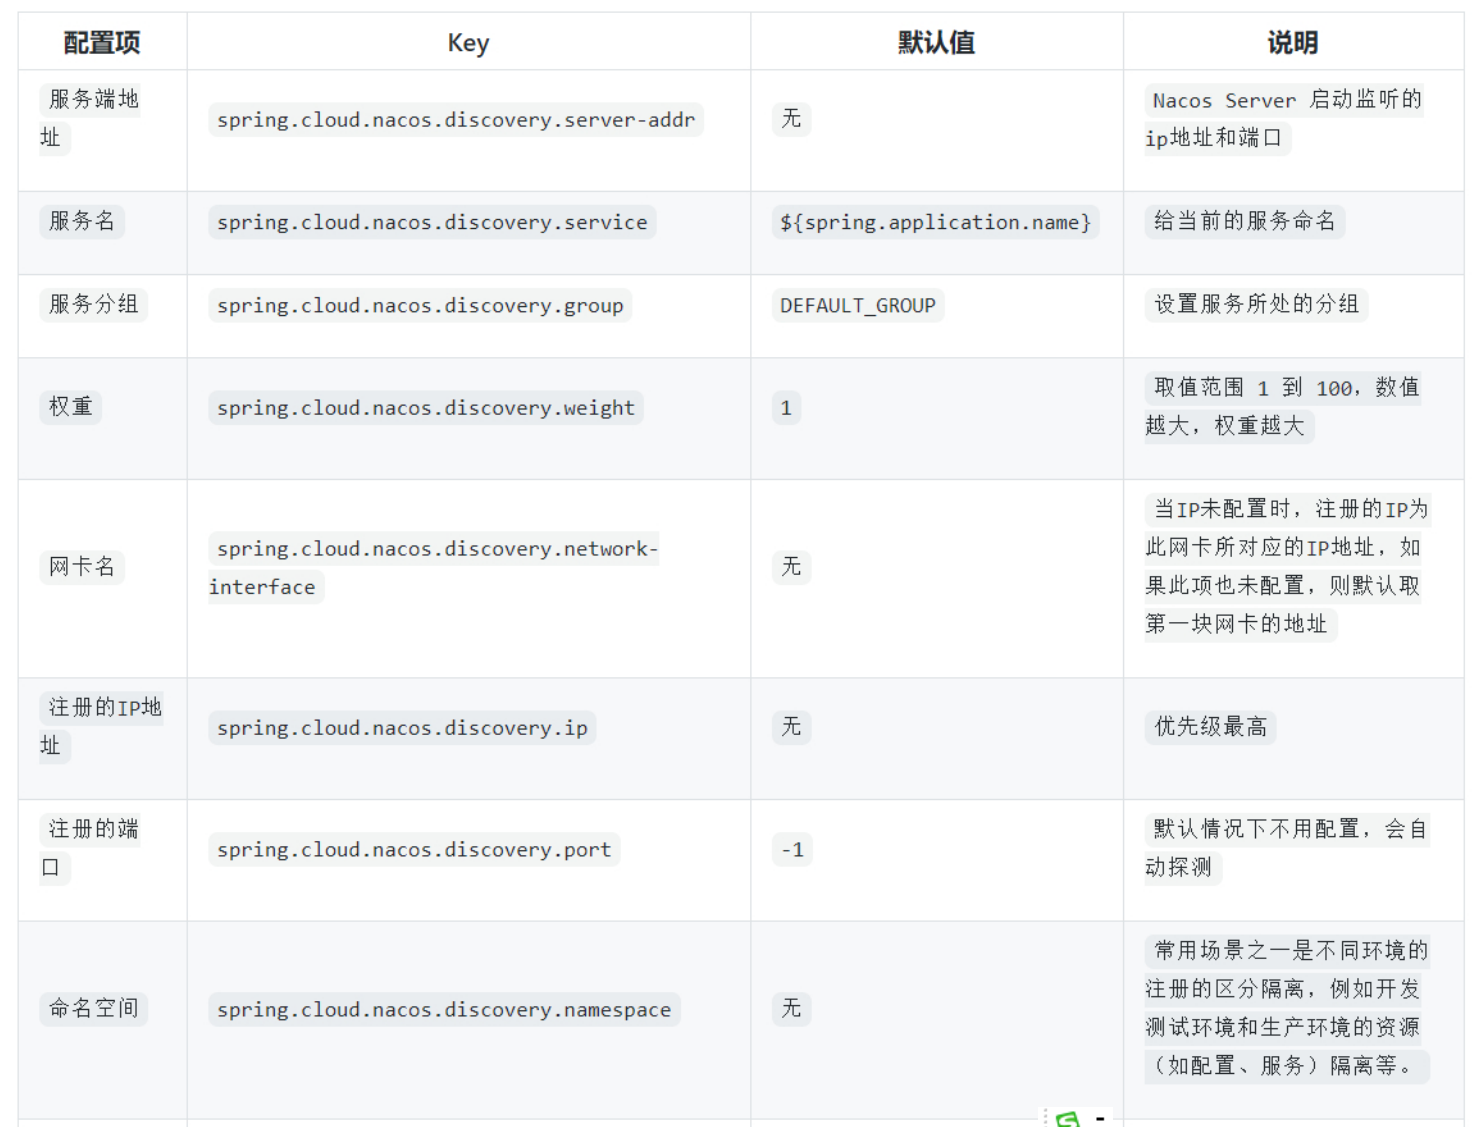 配置项 Key 默认值 说明
服务端地
址
spring.cloud.nacos.discovery.server-addr
无
Nacos Server 启动监听的
ip地址和端口
服务名
spring.cloud.nacos.discovery.service
${spring.application.name}
给当前的服务命名
服务分组
spring.cloud.nacos.discovery.group
DEFAULT_GROUP
设置服务所处的分组
权重
spring.cloud.nacos.discovery.weight
1
取值范围 1 到 100，数值
越大，权重越大
网卡名
spring.cloud.nacos.discovery.network-
interface
无
当IP未配置时，注册的IP为
此网卡所对应的IP地址，如
果此项也未配置，则默认取
第一块网卡的地址
注册的IP地
址
spring.cloud.nacos.discovery.ip
无
优先级最高
注册的端
口
spring.cloud.nacos.discovery.port
-1
默认情况下不用配置，会自
动探测
命名空间
spring.cloud.nacos.discovery.namespace
无
常用场景之一是不同环境的
注册的区分隔离，例如开发
测试环境和生产环境的资源
（如配置、服务）隔离等。